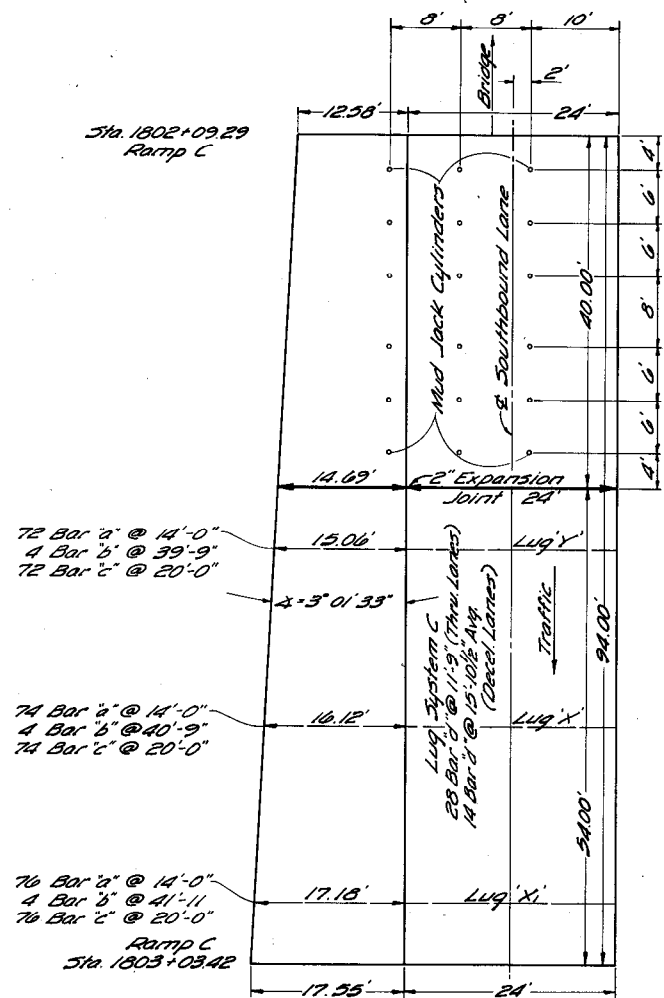 8' 8' 10'
Bridge
2'
12.58' 24'
Sta. 1802+09.29
Ramp C
4'
6'
6'
8'
6'
6'
4'
Mud Jack Cylinders
℄ Southbound Lane
40.00'
14.69' 2" Expansion
Joint 24'
72 Bar "a" @ 14'-0"
4 Bar "b" @ 39'-9"
72 Bar "c" @ 20'-0"
15.06' Lug 'Y'
∡=3° 01' 33"
Lug System C
28 Bar "d" @ 11'-9" (Thru Lanes)
14 Bar "d" @ 15'-10½" Avg.
(Decel. Lanes)
Traffic
94.00'
74 Bar "a" @ 14'-0"
4 Bar "b" @ 40'-9"
74 Bar "c" @ 20'-0"
16.12' Lug 'X'
54.00'
76 Bar "a" @ 14'-0"
4 Bar "b" @ 41'-11
76 Bar "c" @ 20'-0"
17.18' Lug 'X1'
Ramp C
Sta. 1803+03.42
17.55' 24'